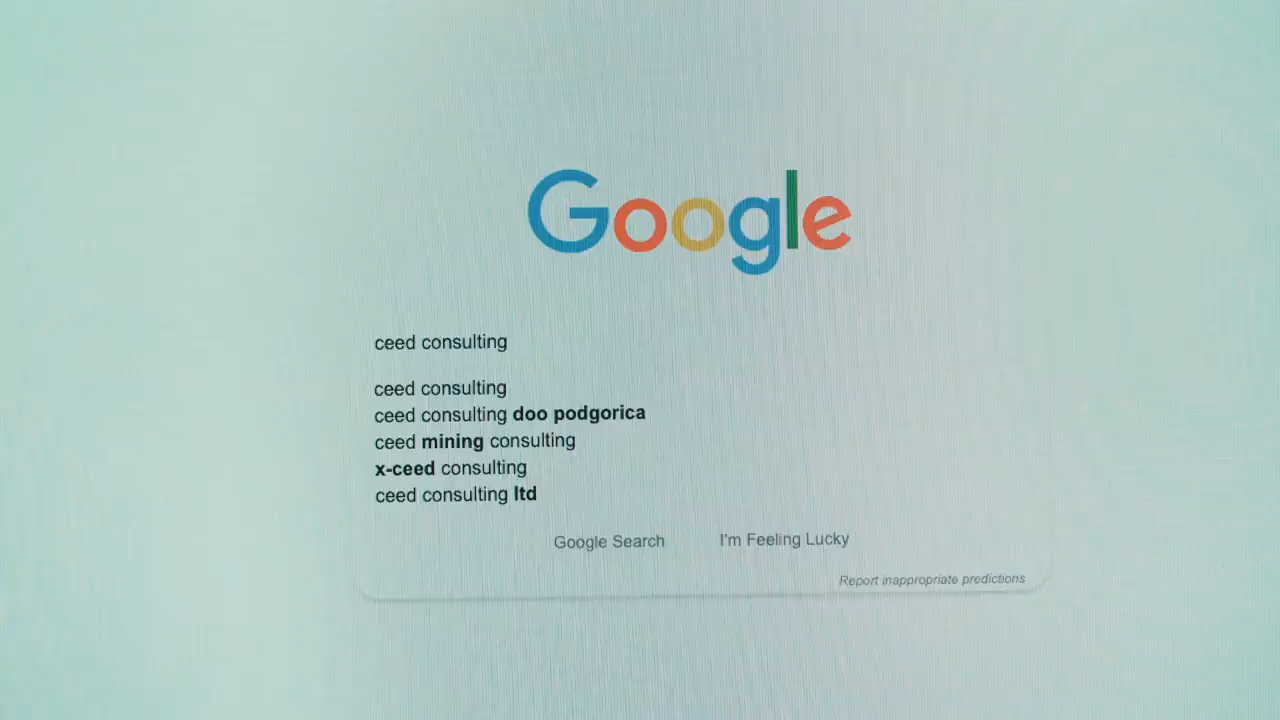 Google
ceed consulting
ceed consulting
ceed consulting doo podgorica
ceed mining consulting
x-ceed consulting
ceed consulting ltd
Google Search I'm Feeling Lucky
Report inappropriate predictions